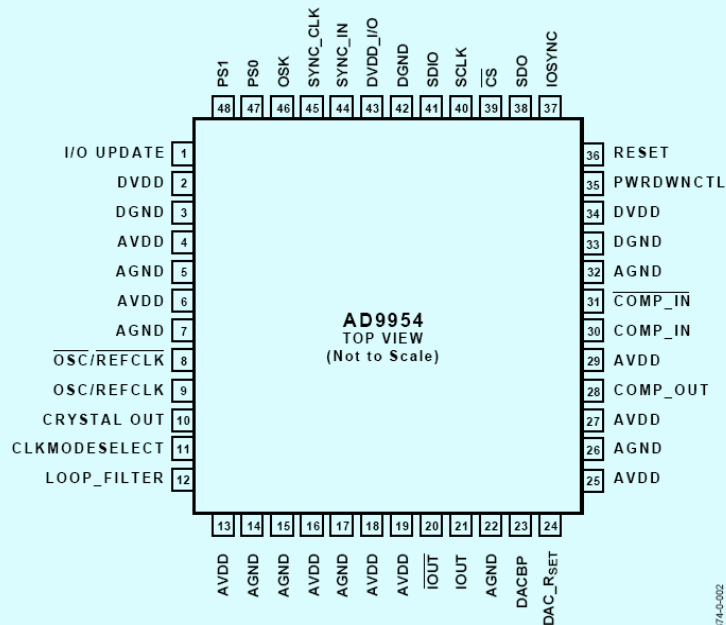 PS1
PS0
OSK
SYNC_CLK
SYNC_IN
DVDD_I/O
DGND
SDIO
SCLK
CS
SDO
IOSYNC
48 47 46 45 44 43 42 41 40 39 38 37
I/O UPDATE 1
DVDD 2
DGND 3
AVDD 4
AGND 5
AVDD 6
AGND 7
OSC/REFCLK 8
OSC/REFCLK 9
CRYSTAL OUT 10
CLKMODESELECT 11
LOOP_FILTER 12
AD9954
TOP VIEW
(Not to Scale)
36 RESET
35 PWRDWNCTL
34 DVDD
33 DGND
32 AGND
31 COMP_IN
30 COMP_IN
29 AVDD
28 COMP_OUT
27 AVDD
26 AGND
25 AVDD
13 14 15 16 17 18 19 20 21 22 23 24
AVDD
AGND
AGND
AVDD
AGND
AVDD
AVDD
IOUT
IOUT
AGND
DACBP
DAC_RSET
374-0-002